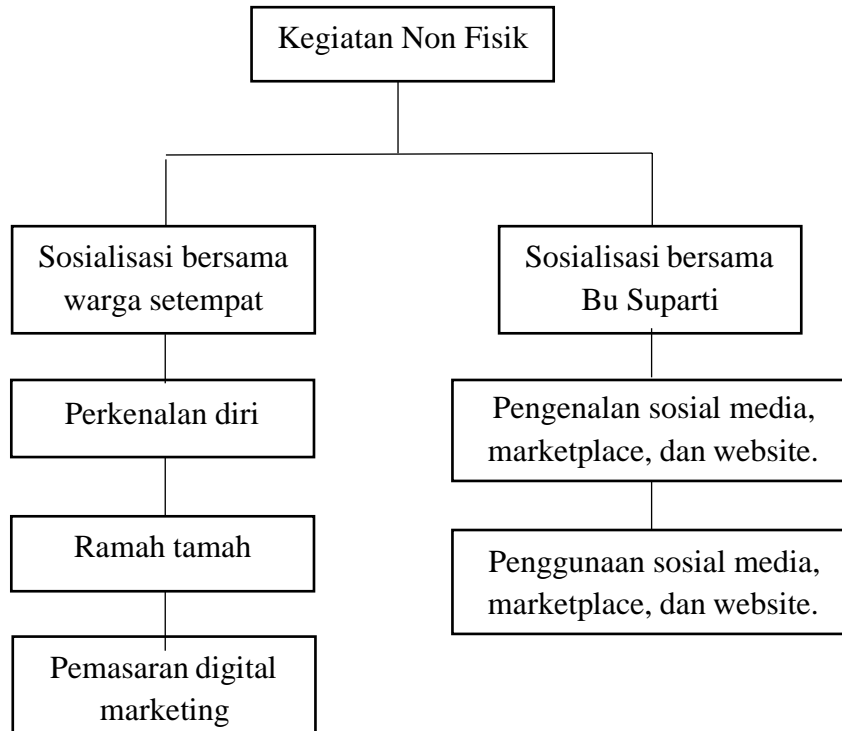 Kegiatan Non Fisik
Sosialisasi bersama
warga setempat
Perkenalan diri
Ramah tamah
Pemasaran digital
marketing
Sosialisasi bersama
Bu Suparti
Pengenalan sosial media,
marketplace, dan website.
Penggunaan sosial media,
marketplace, dan website.